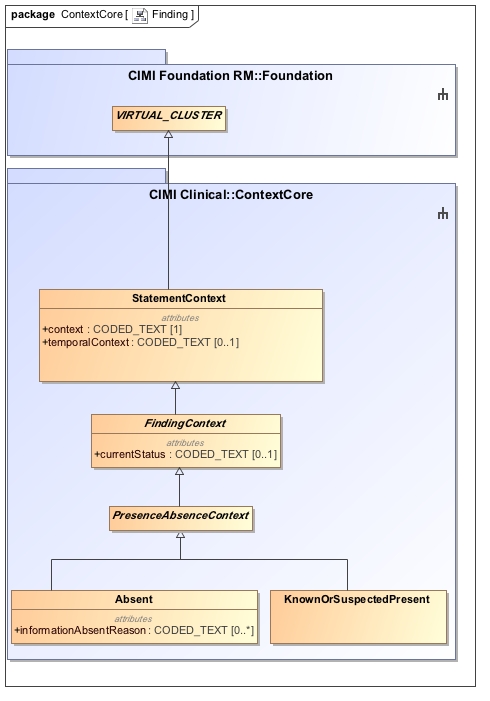 package ContextCore[ Finding ]
CIMI Foundation RM::Foundation
VIRTUAL_CLUSTER
CIMI Clinical::ContextCore
StatementContext
attributes
+context : CODED_TEXT [1]
+temporalContext : CODED_TEXT [0..1]
FindingContext
attributes
+currentStatus : CODED_TEXT [0..1]
PresenceAbsenceContext
Absent
attributes
+informationAbsentReason : CODED_TEXT [0..*]
KnownOrSuspectedPresent